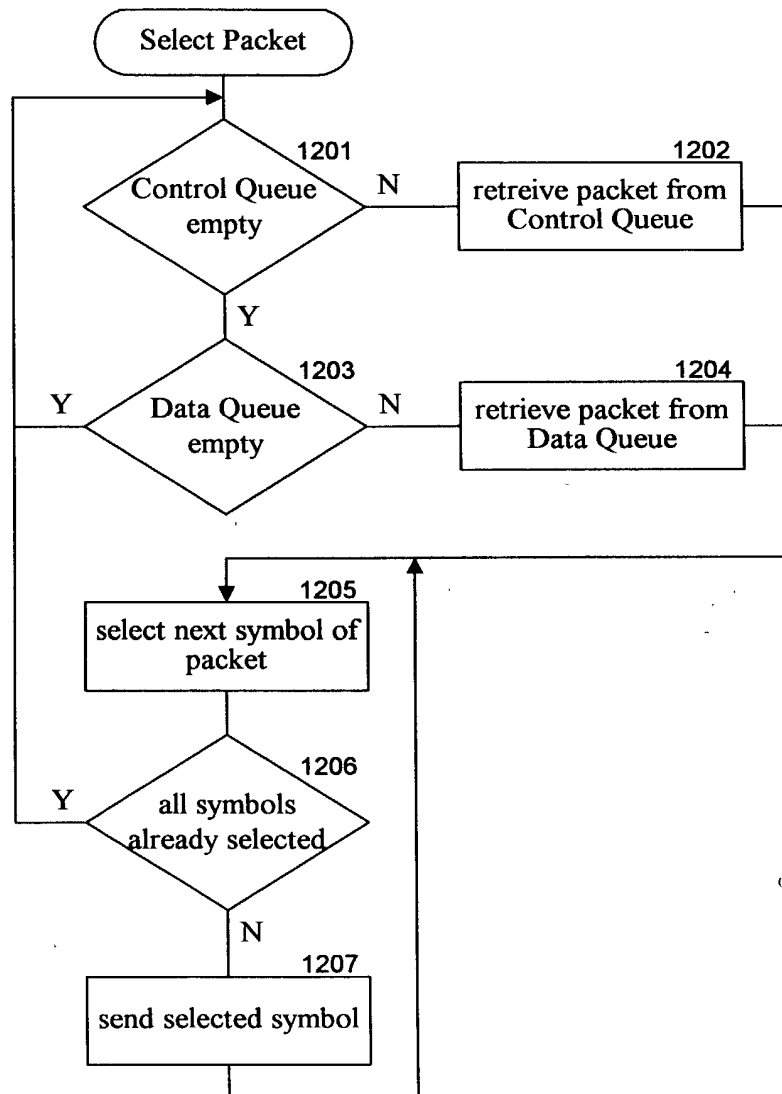 Select Packet
1201
Control Queue
empty
N
1202
retreive packet from
Control Queue
Y
1203
Y
Data Queue
empty
N
1204
retrieve packet from
Data Queue
1205
select next symbol of
packet
1206
Y
all symbols
already selected
N
1207
send selected symbol